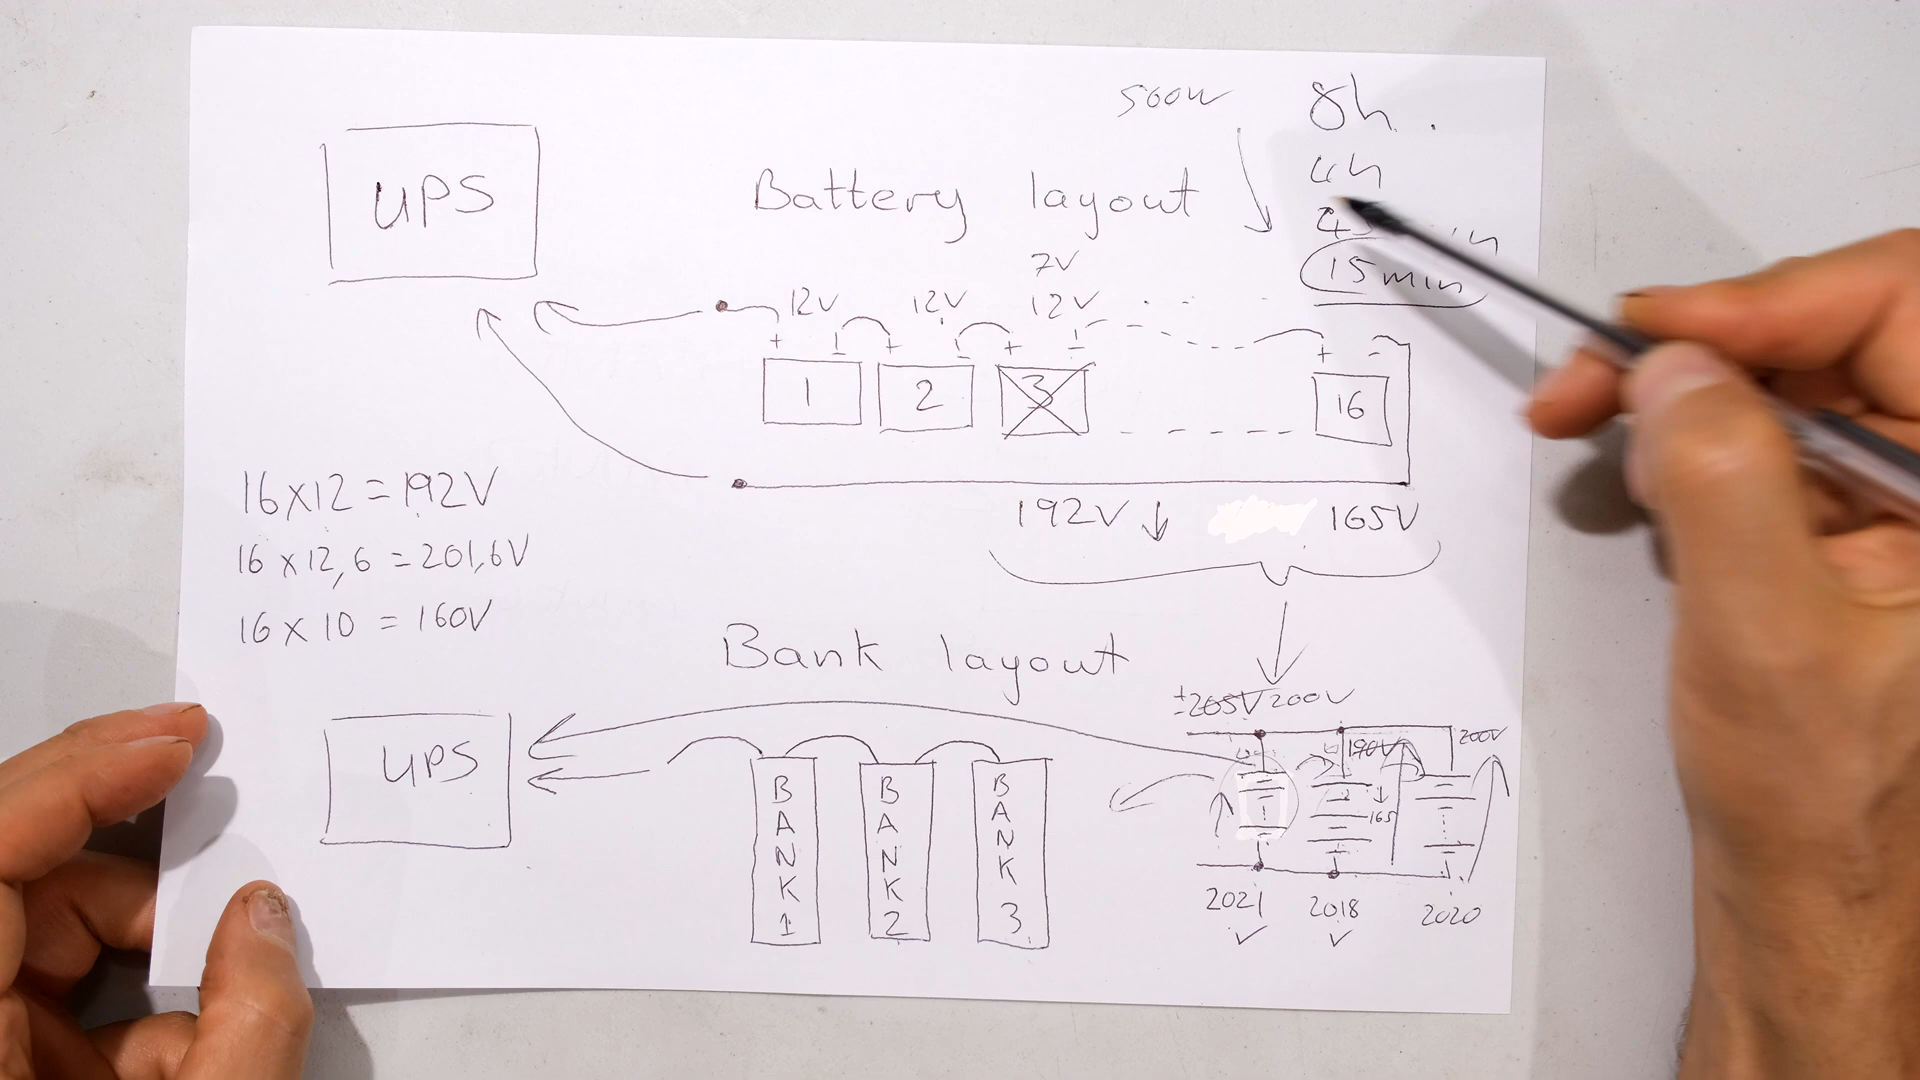 500W
8h.
4h
15min
UPS
Battery layout
7V
12V 12V 12V
+ - + - + - + -
1 2 3 16
192V ↓ 165V
16x12=192V
16x12,6=201,6V
16x10=160V
Bank layout
UPS
BANK 1
BANK 2
BANK 3
±205V 200V
190V
200V
↓
165
2021 2018 2020
✓ ✓